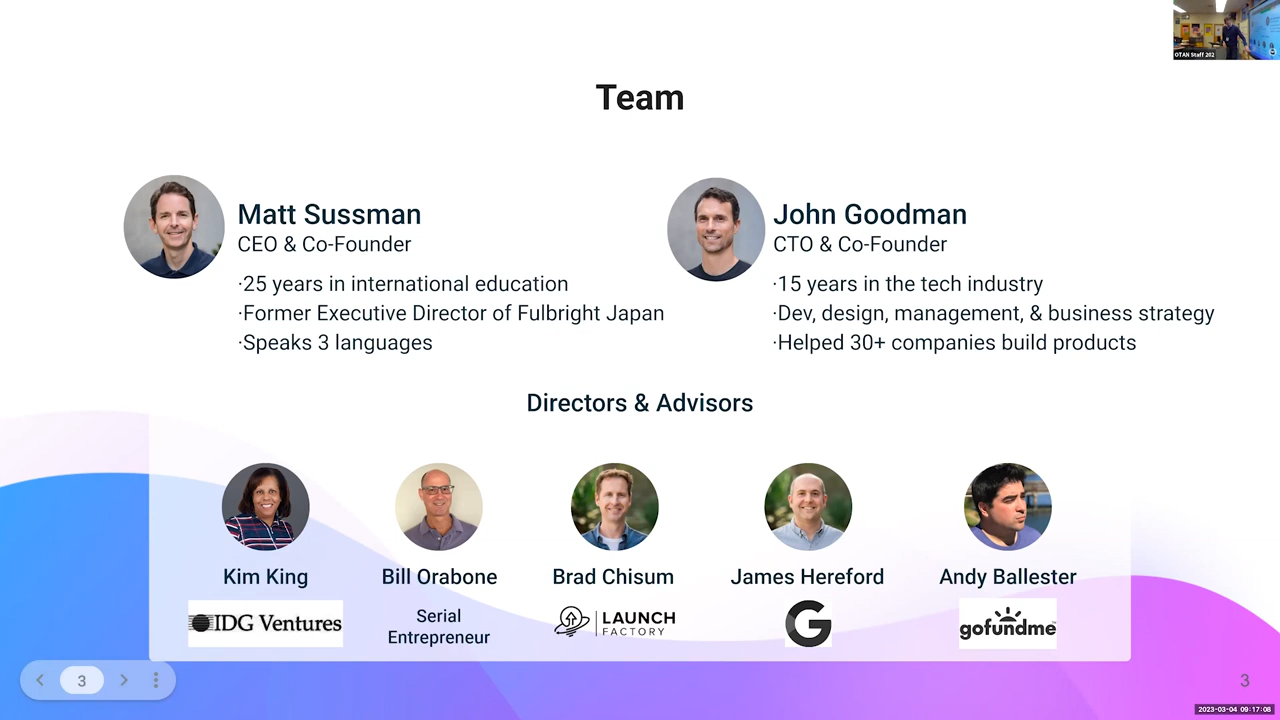 OTAN Staff 202
Team
Matt Sussman
CEO & Co-Founder
·25 years in international education
·Former Executive Director of Fulbright Japan
·Speaks 3 languages
John Goodman
CTO & Co-Founder
·15 years in the tech industry
·Dev, design, management, & business strategy
·Helped 30+ companies build products
Directors & Advisors
Kim King
IDG Ventures
Bill Orabone
Serial
Entrepreneur
Brad Chisum
LAUNCH
FACTORY
James Hereford
G
Andy Ballester
gofundme
3
3
2023-03-04 09:17:08